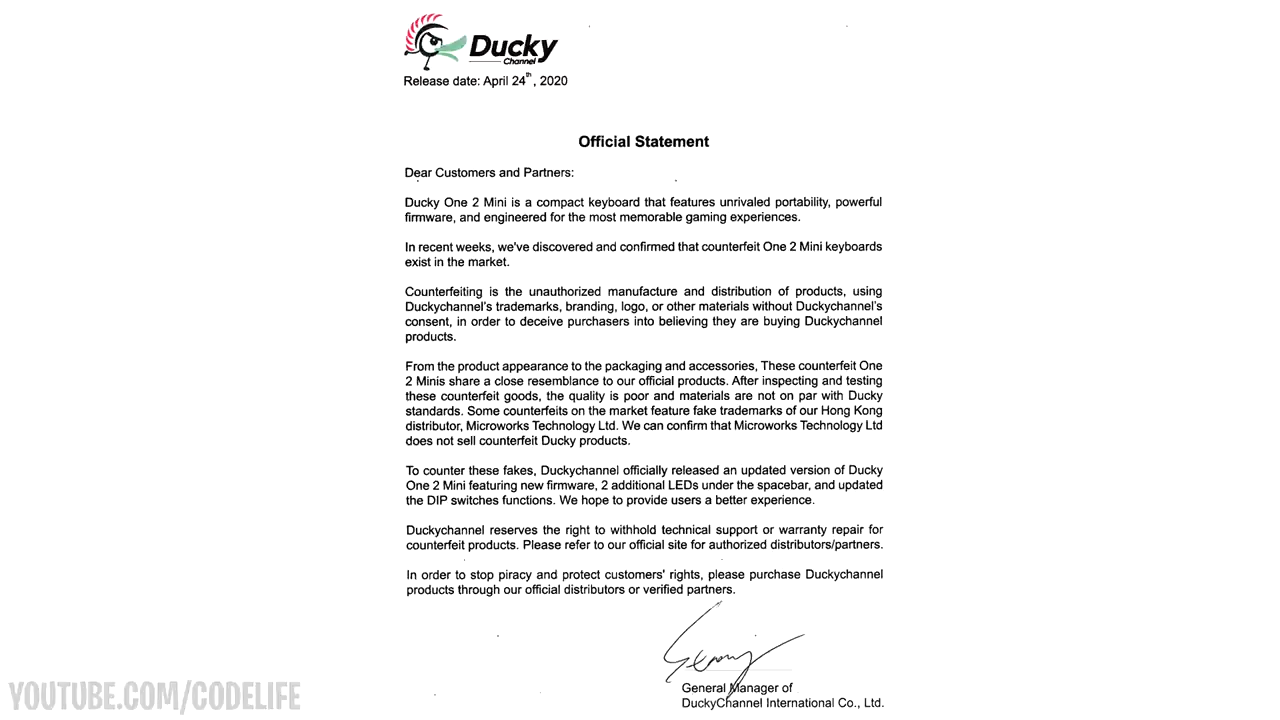 Ducky
Channel
Release date: April 24th, 2020
Official Statement
Dear Customers and Partners:
Ducky One 2 Mini is a compact keyboard that features unrivaled portability, powerful
firmware, and engineered for the most memorable gaming experiences.
In recent weeks, we've discovered and confirmed that counterfeit One 2 Mini keyboards
exist in the market.
Counterfeiting is the unauthorized manufacture and distribution of products, using
Duckychannel's trademarks, branding, logo, or other materials without Duckychannel's
consent, in order to deceive purchasers into believing they are buying Duckychannel
products.
From the product appearance to the packaging and accessories, These counterfeit One
2 Minis share a close resemblance to our official products. After inspecting and testing
these counterfeit goods, the quality is poor and materials are not on par with Ducky
standards. Some counterfeits on the market feature fake trademarks of our Hong Kong
distributor, Microworks Technology Ltd. We can confirm that Microworks Technology Ltd
does not sell counterfeit Ducky products.
To counter these fakes, Duckychannel officially released an updated version of Ducky
One 2 Mini featuring new firmware, 2 additional LEDs under the spacebar, and updated
the DIP switches functions. We hope to provide users a better experience.
Duckychannel reserves the right to withhold technical support or warranty repair for
counterfeit products. Please refer to our official site for authorized distributors/partners.
In order to stop piracy and protect customers' rights, please purchase Duckychannel
products through our official distributors or verified partners.
General Manager of
DuckyChannel International Co., Ltd.
YOUTUBE.COM/CODELIFE